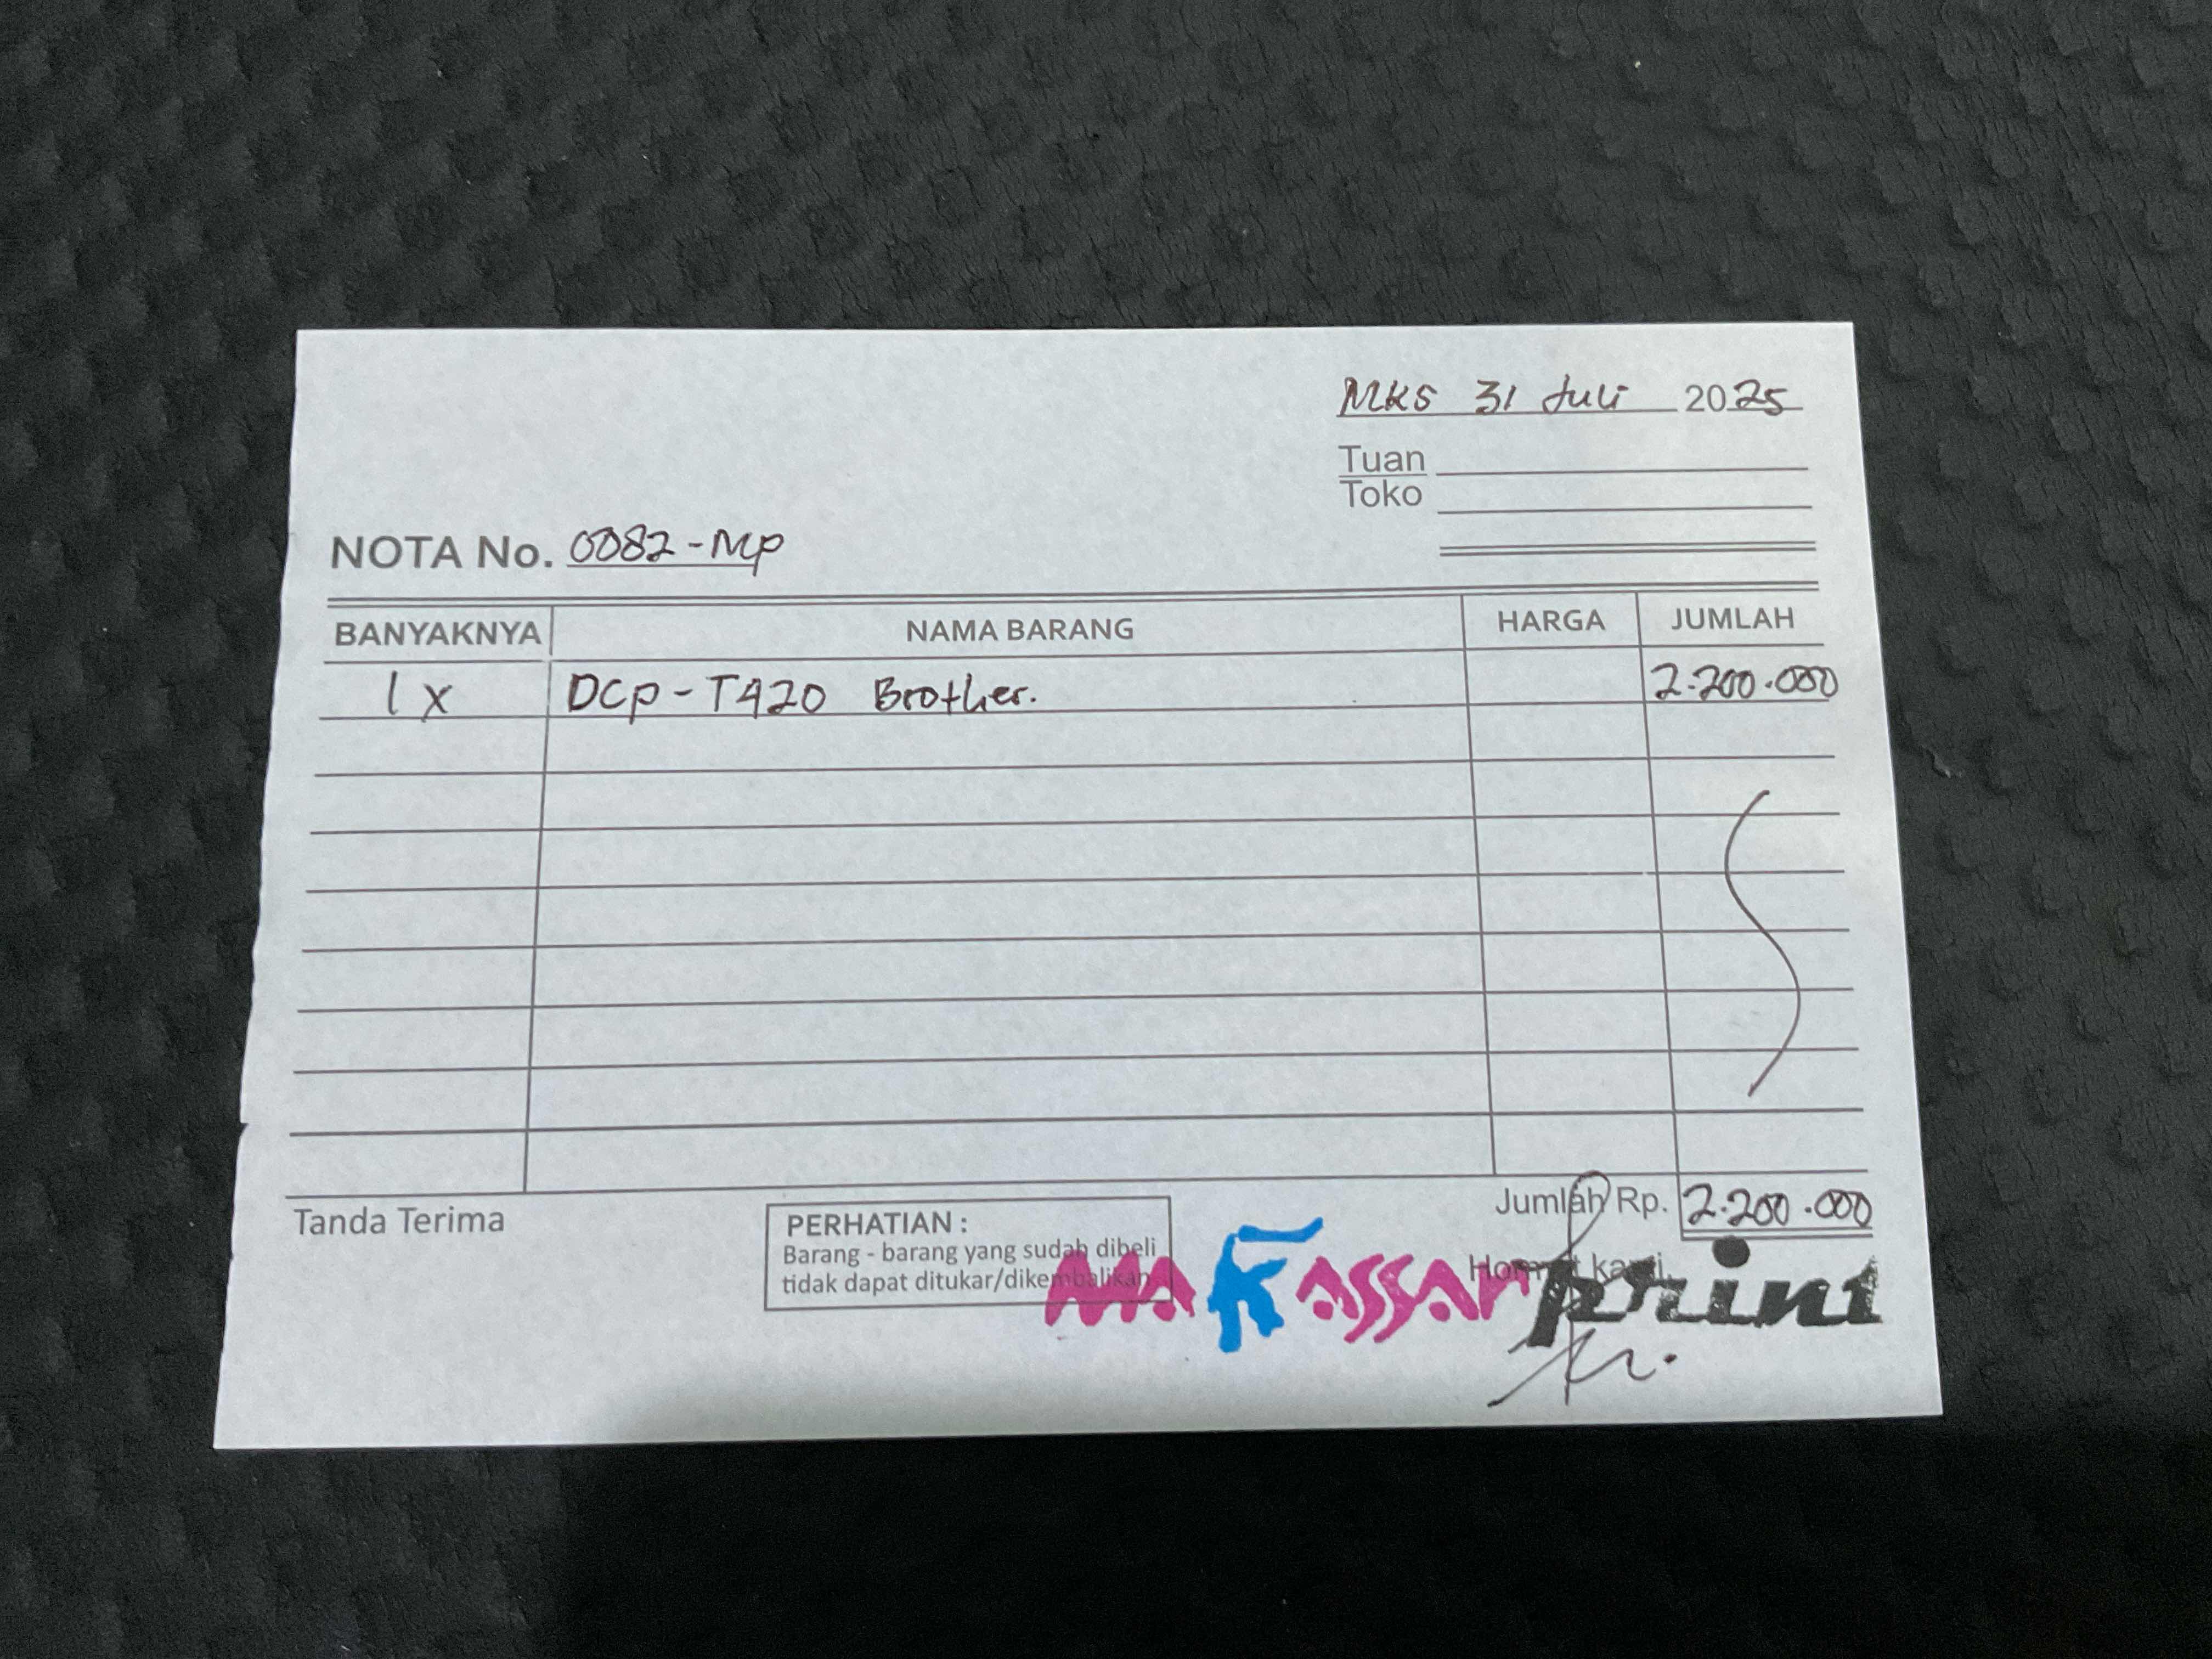 MKS 31 Juli 2025
Tuan
Toko
NOTA No. 0082-MP
BANYAKNYA NAMA BARANG HARGA JUMLAH
1 x DCP-T420 Brother. 2.200.000
Jumlah Rp. 2.200.000
Tanda Terima
PERHATIAN :
Barang - barang yang sudah dibeli
tidak dapat ditukar/dikembalikan
Hormat kami,
MaKassar print